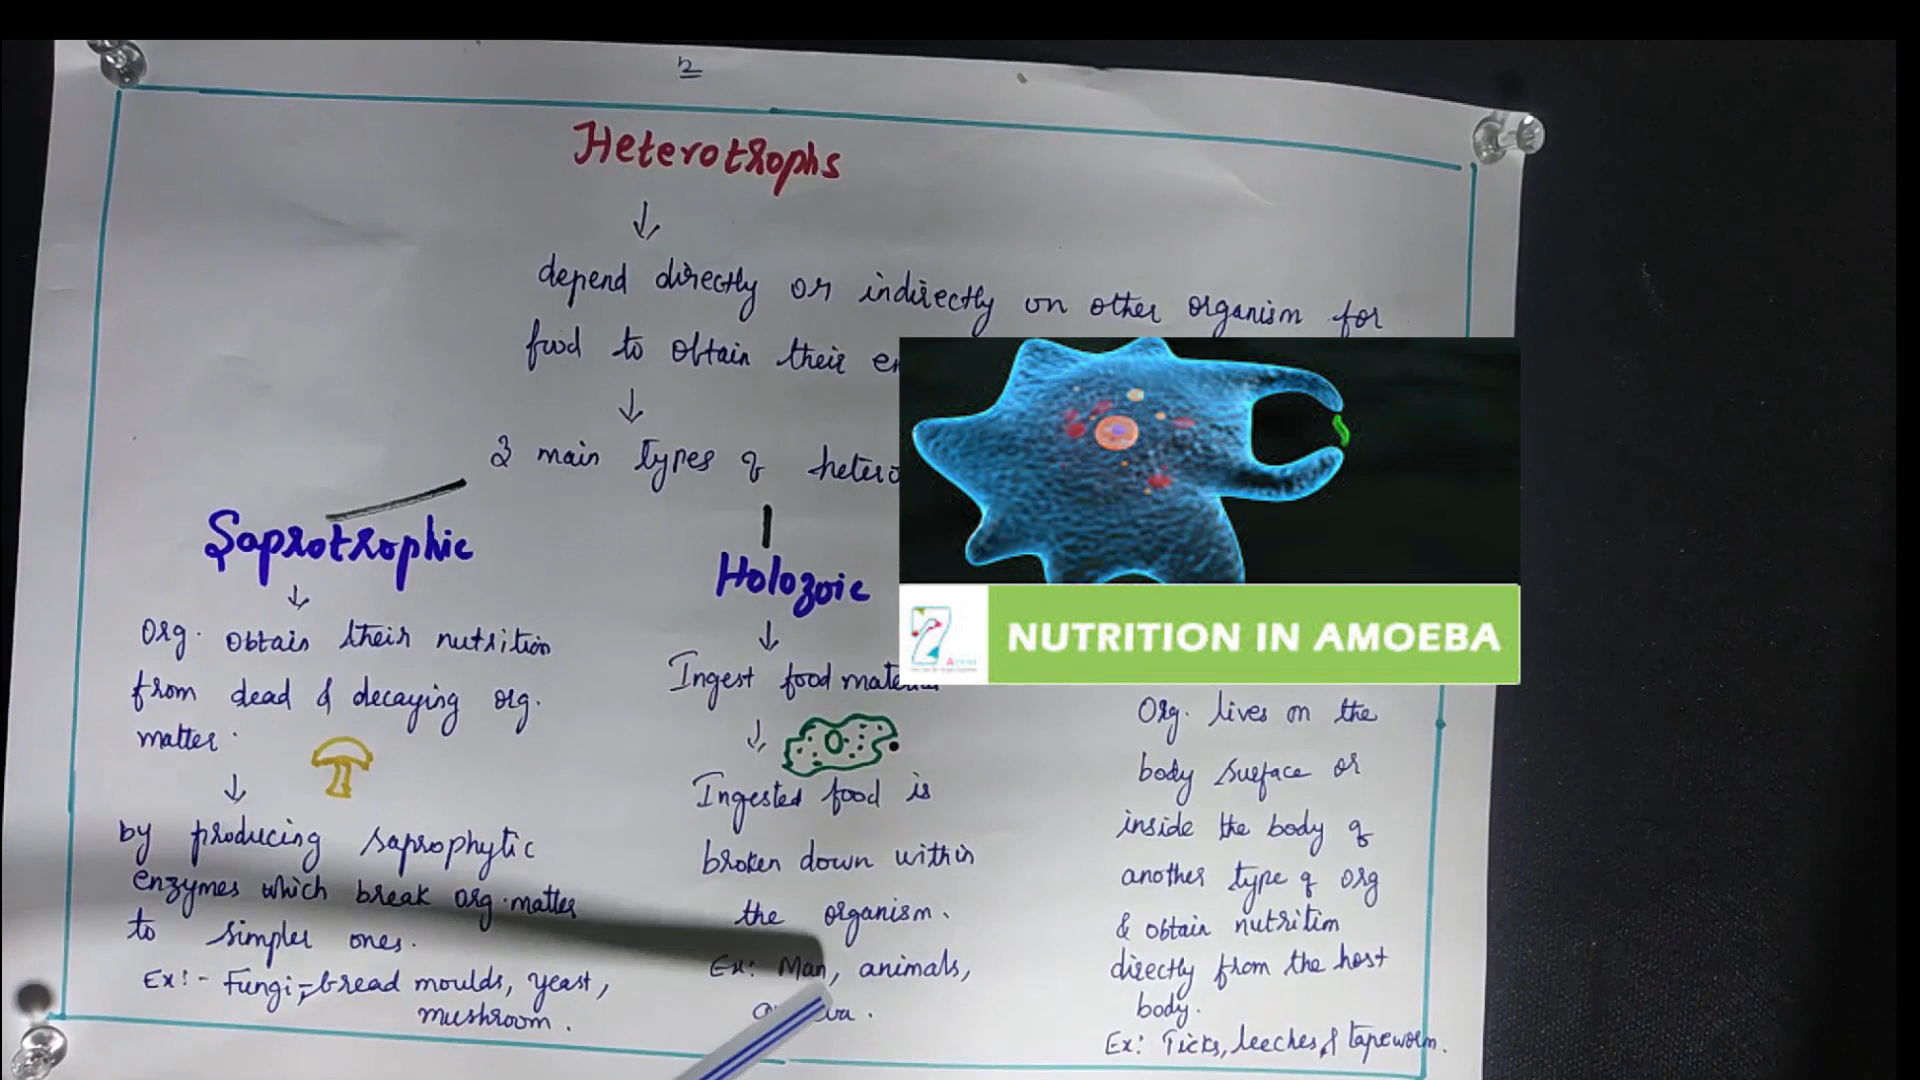 2
Heterotrophs
depend directly or indirectly on other organism for
food to obtain their
3 main types of
Saprotrophic
Org. obtain their nutrition
from dead & decaying org.
matter.
by producing saprophytic
enzymes which break org. matter
to simpler ones.
Ex:- Fungi - bread moulds, yeast,
mushroom.
Holozoic
Ingest food material
Ingested food is
broken down within
the organism.
Ex: Man, animals,
NUTRITION IN AMOEBA
Org. lives on the
body surface or
inside the body of
another type of org
& obtain nutrition
directly from the host
body.
Ex: Ticks, leeches, & tapeworm.